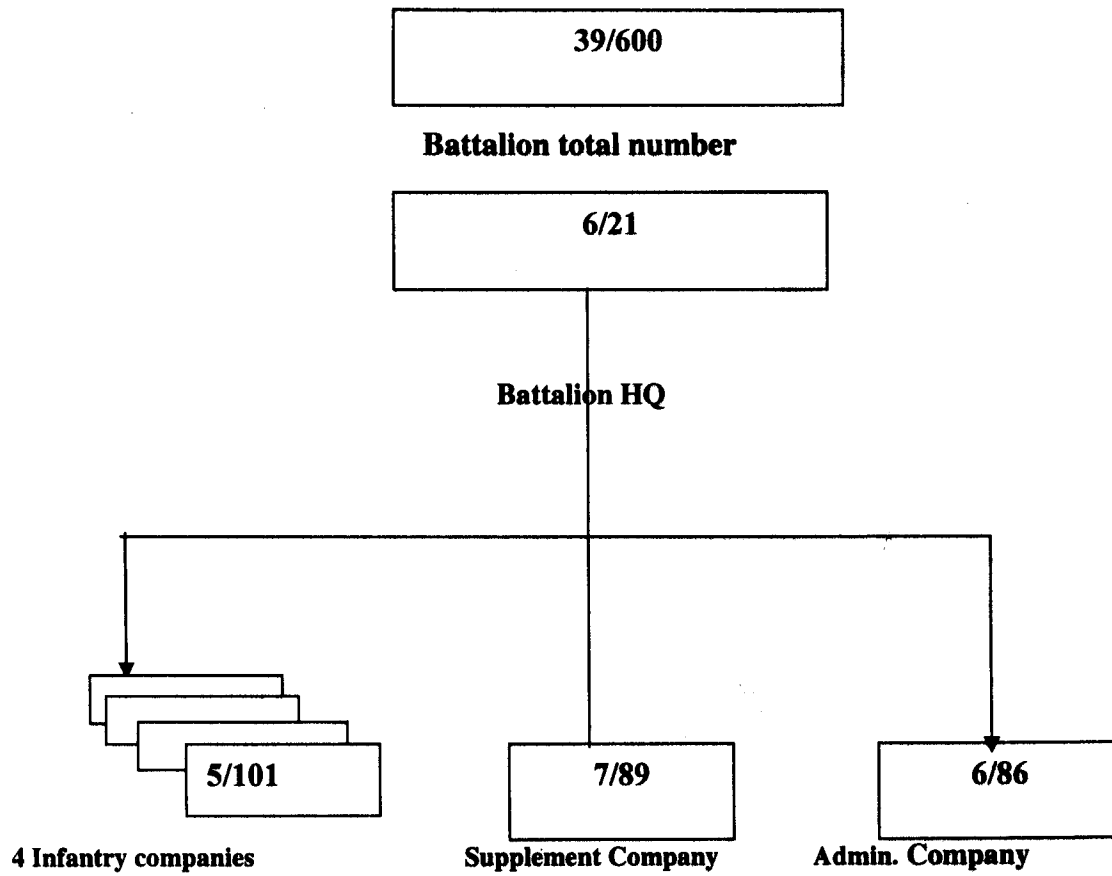 39/600
Battalion total number
6/21
Battalion HQ
5/101
7/89
6/86
4 Infantry companies
Supplement Company
Admin. Company